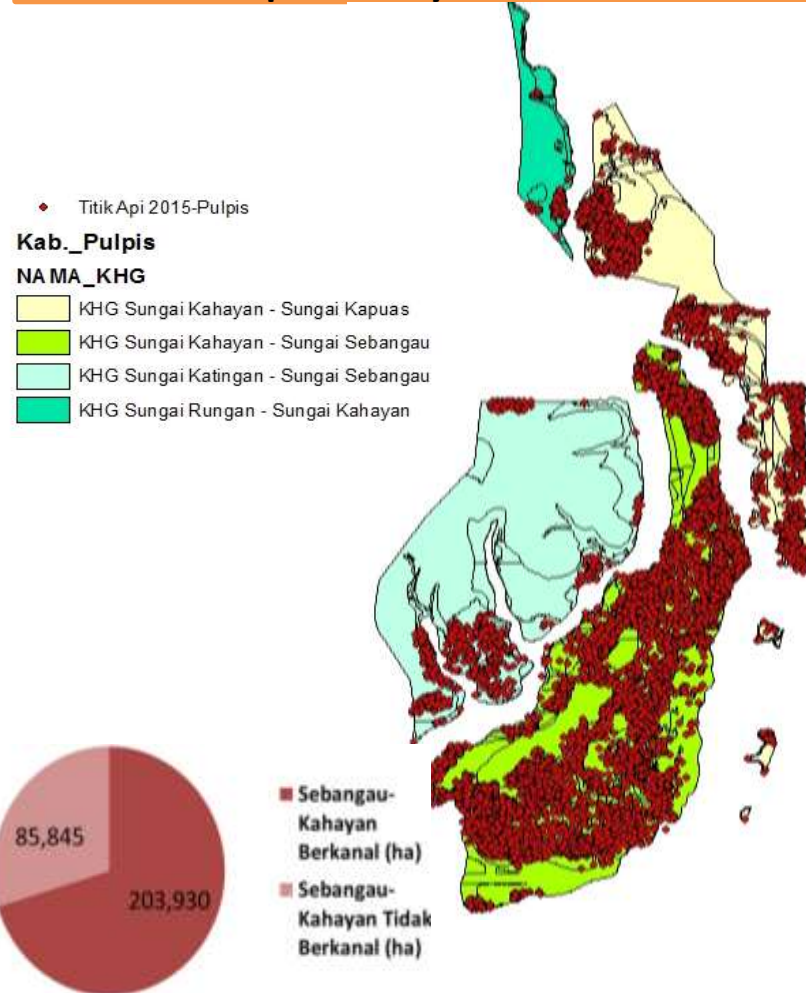 Titik Api 2015-Pulpis
Kab._Pulpis
NAMA_KHG
KHG Sungai Kahayan - Sungai Kapuas
KHG Sungai Kahayan - Sungai Sebangau
KHG Sungai Katingan - Sungai Sebangau
KHG Sungai Rungan - Sungai Kahayan
85,845
203,930
Sebangau-
Kahayan
Berkanal (ha)
Sebangau-
Kahayan Tidak
Berkanal (ha)